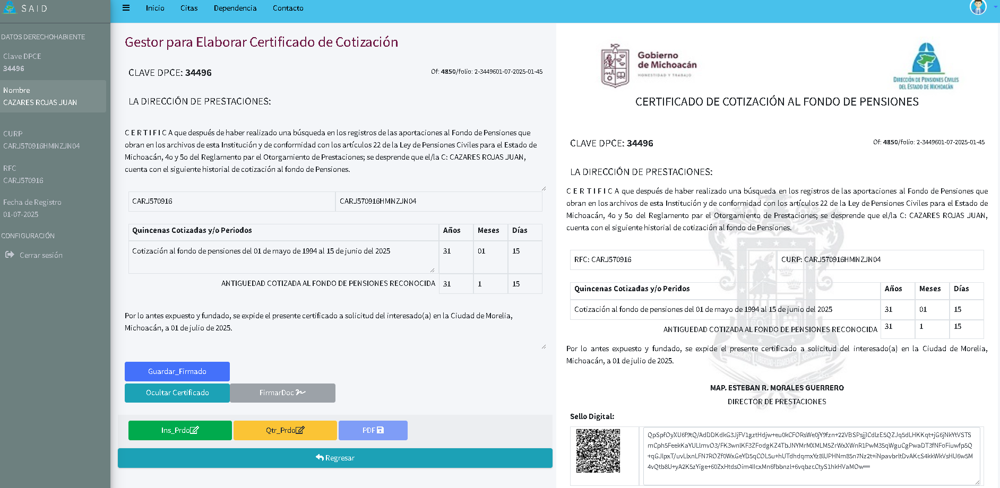 SAID
Inicio Citas Dependencia Contacto
DATOS DERECHOHABIENTE
Clave DPCE
34496
Nombre
CAZARES ROJAS JUAN
CURP
CARJ570916HMNZJN04
RFC
CARJ570916
Fecha de Registro
01-07-2025
CONFIGURACIÓN
Cerrar sesión
Gestor para Elaborar Certificado de Cotización
CLAVE DPCE: 34496
Of: 4850/folio: 2-3449601-07-2025-01-45
LA DIRECCIÓN DE PRESTACIONES:
C E R T I F I C A que después de haber realizado una búsqueda en los registros de las aportaciones al Fondo de Pensiones que
obran en los archivos de esta Institución y de conformidad con los artículos 22 de la Ley de Pensiones Civiles para el Estado de
Michoacán, 4o y 5o del Reglamento par el Otorgamiento de Prestaciones; se desprende que el/la C: CAZARES ROJAS JUAN,
cuenta con el siguiente historial de cotización al fondo de Pensiones.
CARJ570916 CARJ570916HMNZJN04
Quincenas Cotizadas y/o Periodos Años Meses Días
Cotización al fondo de pensiones del 01 de mayo de 1994 al 15 de junio del 2025 31 01 15
ANTIGUEDAD COTIZADA AL FONDO DE PENSIONES RECONOCIDA 31 1 15
Por lo antes expuesto y fundado, se expide el presente certificado a solicitud del interesado(a) en la Ciudad de Morelia,
Michoacán, a 01 de julio de 2025.
Guardar_Firmado
Ocultar Certificado FirmarDoc
Ins_Prdo Qtr_Prdo PDF
Regresar
Gobierno
de Michoacán
HONESTIDAD Y TRABAJO
DIRECCIÓN DE PENSIONES CIVILES
DEL ESTADO DE MICHOACÁN
CERTIFICADO DE COTIZACIÓN AL FONDO DE PENSIONES
CLAVE DPCE: 34496
Of: 4850/folio: 2-3449601-07-2025-01-45
LA DIRECCIÓN DE PRESTACIONES:
C E R T I F I C A que después de haber realizado una búsqueda en los registros de las aportaciones al Fondo de Pensiones que
obran en los archivos de esta Institución y de conformidad con los artículos 22 de la Ley de Pensiones Civiles para el Estado de
Michoacán, 4o y 5o del Reglamento par el Otorgamiento de Prestaciones; se desprende que el/la C: CAZARES ROJAS JUAN,
cuenta con el siguiente historial de cotización al fondo de Pensiones.
RFC: CARJ570916 CURP: CARJ570916HMNZJN04
Quincenas Cotizadas y/o Peridos Años Meses Días
Cotización al fondo de pensiones del 01 de mayo de 1994 al 15 de junio del 2025 31 01 15
ANTIGUEDAD COTIZADA AL FONDO DE PENSIONES RECONOCIDA 31 1 15
Por lo antes expuesto y fundado, se expide el presente certificado a solicitud del interesado(a) en la Ciudad de Morelia,
Michoacán, a 01 de julio de 2025.
MAP. ESTEBAN R. MORALES GUERRERO
DIRECTOR DE PRESTACIONES
Sello Digital: